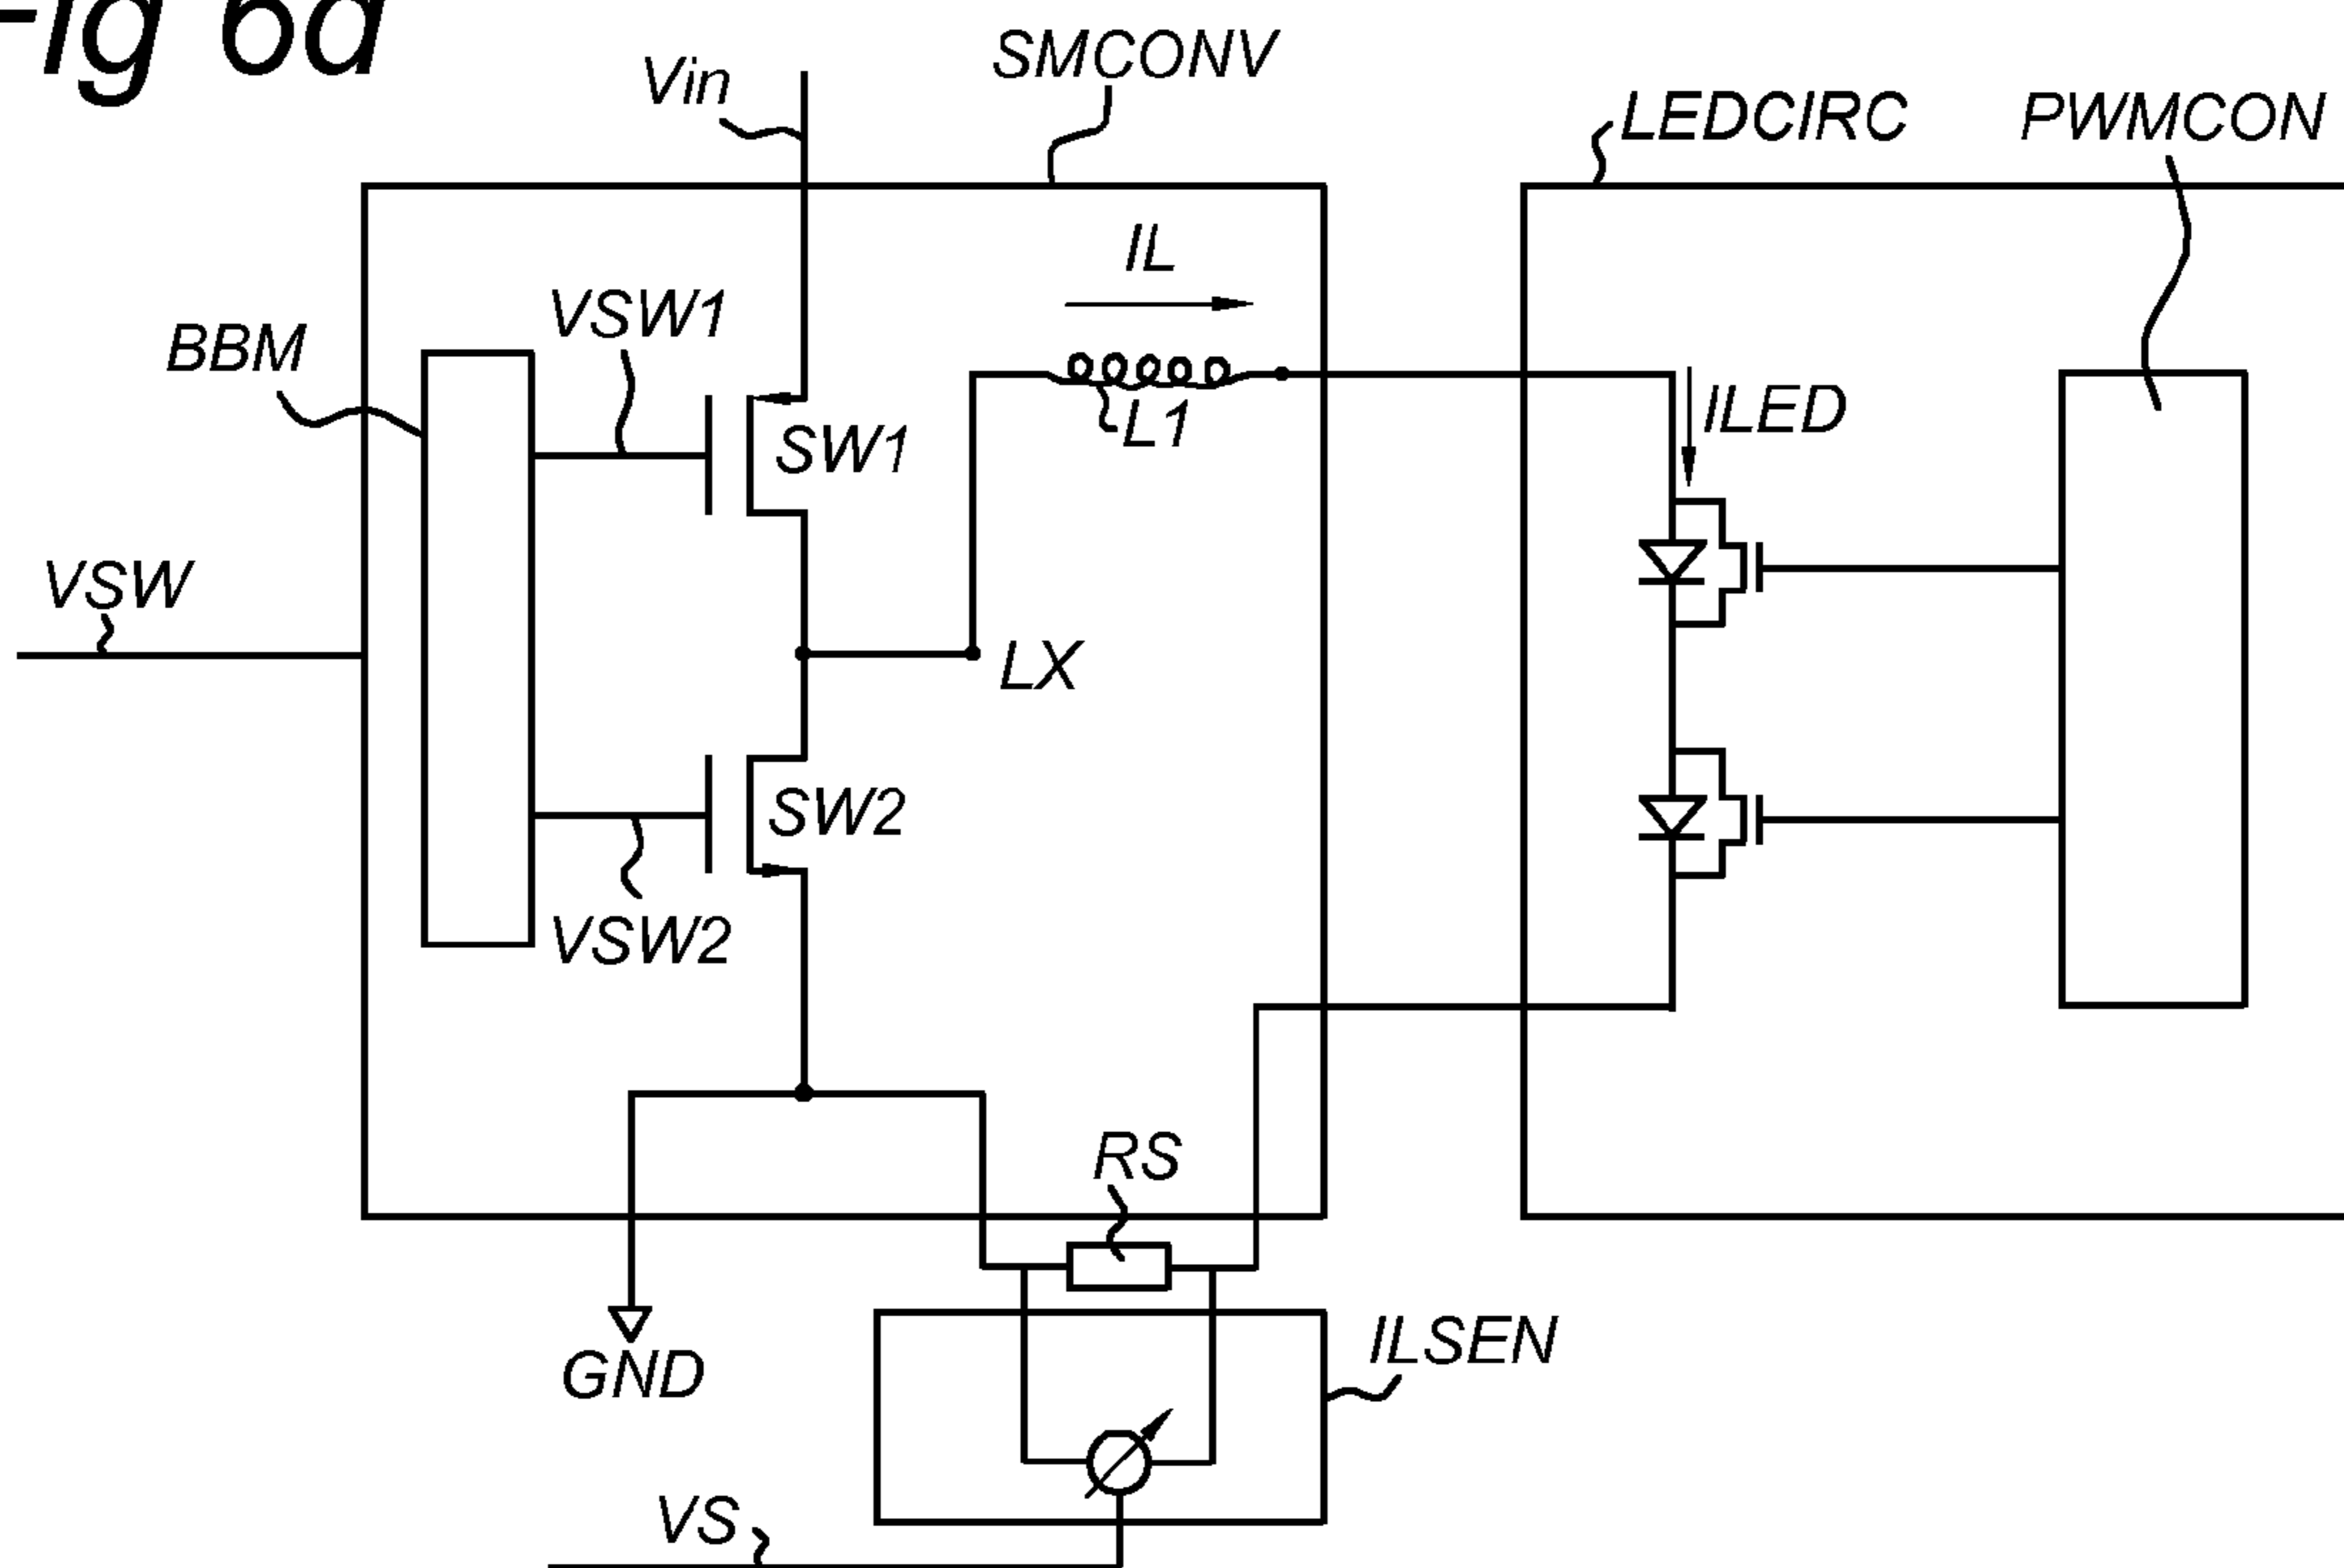 Fig 6d
Vin
SMCONV
LEDCIRC
PWMCON
IL
VSW1
BBM
L1
ILED
SW1
VSW
LX
SW2
VSW2
RS
ILSEN
GND
VS